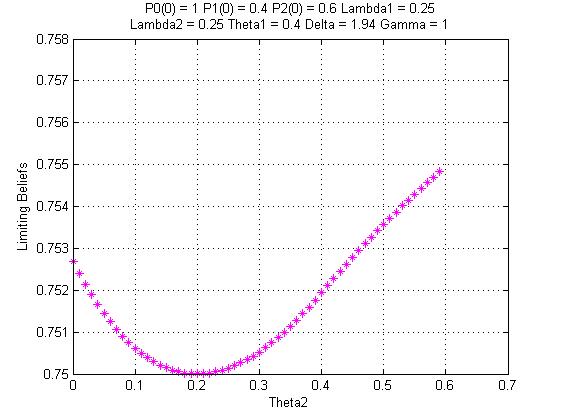 P0(0) = 1 P1(0) = 0.4 P2(0) = 0.6 Lambda1 = 0.25
Lambda2 = 0.25 Theta1 = 0.4 Delta = 1.94 Gamma = 1
0.758
0.757
0.756
0.755
0.754
0.753
0.752
0.751
0.75
Limiting Beliefs
0 0.1 0.2 0.3 0.4 0.5 0.6 0.7
Theta2